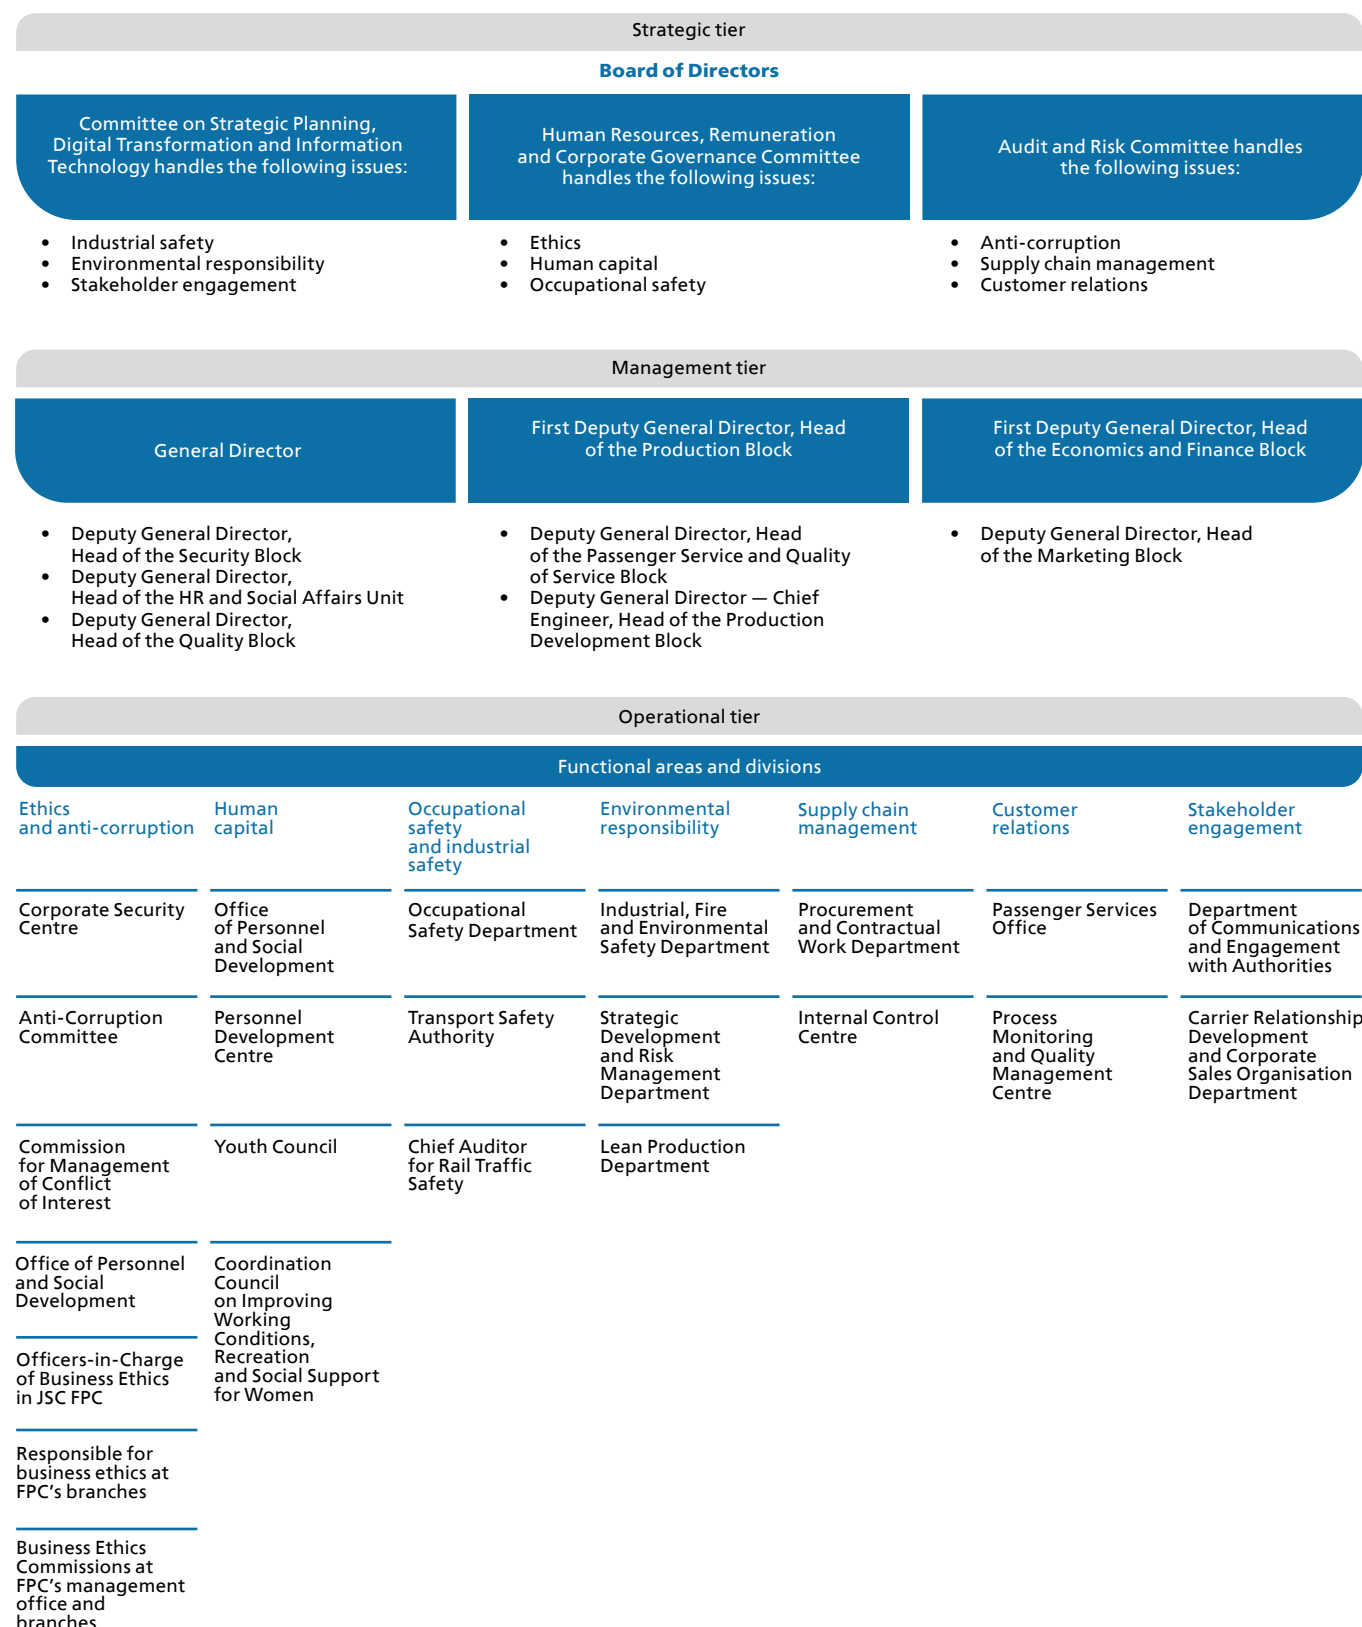 Strategic tier
Board of Directors
Committee on Strategic Planning,
Digital Transformation and Information
Technology handles the following issues:
• Industrial safety
• Environmental responsibility
• Stakeholder engagement
Human Resources, Remuneration
and Corporate Governance Committee
handles the following issues:
• Ethics
• Human capital
• Occupational safety
Audit and Risk Committee handles
the following issues:
• Anti-corruption
• Supply chain management
• Customer relations
Management tier
General Director
• Deputy General Director,
Head of the Security Block
• Deputy General Director,
Head of the HR and Social Affairs Unit
• Deputy General Director,
Head of the Quality Block
First Deputy General Director, Head
of the Production Block
• Deputy General Director, Head
of the Passenger Service and Quality
of Service Block
• Deputy General Director — Chief
Engineer, Head of the Production
Development Block
First Deputy General Director, Head
of the Economics and Finance Block
• Deputy General Director, Head
of the Marketing Block
Operational tier
Functional areas and divisions
Ethics
and anti-corruption
Corporate Security
Centre
Anti-Corruption
Committee
Commission
for Management
of Conflict
of Interest
Office of Personnel
and Social
Development
Officers-in-Charge
of Business Ethics
in JSC FPC
Responsible for
business ethics at
FPC's branches
Business Ethics
Commissions at
FPC's management
office and
branches
Human
capital
Office
of Personnel
and Social
Development
Personnel
Development
Centre
Youth Council
Coordination
Council
on Improving
Working
Conditions,
Recreation
and Social Support
for Women
Occupational
safety
and industrial
safety
Occupational
Safety Department
Transport Safety
Authority
Chief Auditor
for Rail Traffic
Safety
Environmental
responsibility
Industrial, Fire
and Environmental
Safety Department
Strategic
Development
and Risk
Management
Department
Lean Production
Department
Supply chain
management
Procurement
and Contractual
Work Department
Internal Control
Centre
Customer
relations
Passenger Services
Office
Process
Monitoring
and Quality
Management
Centre
Stakeholder
engagement
Department
of Communications
and Engagement
with Authorities
Carrier Relationship
Development
and Corporate
Sales Organisation
Department